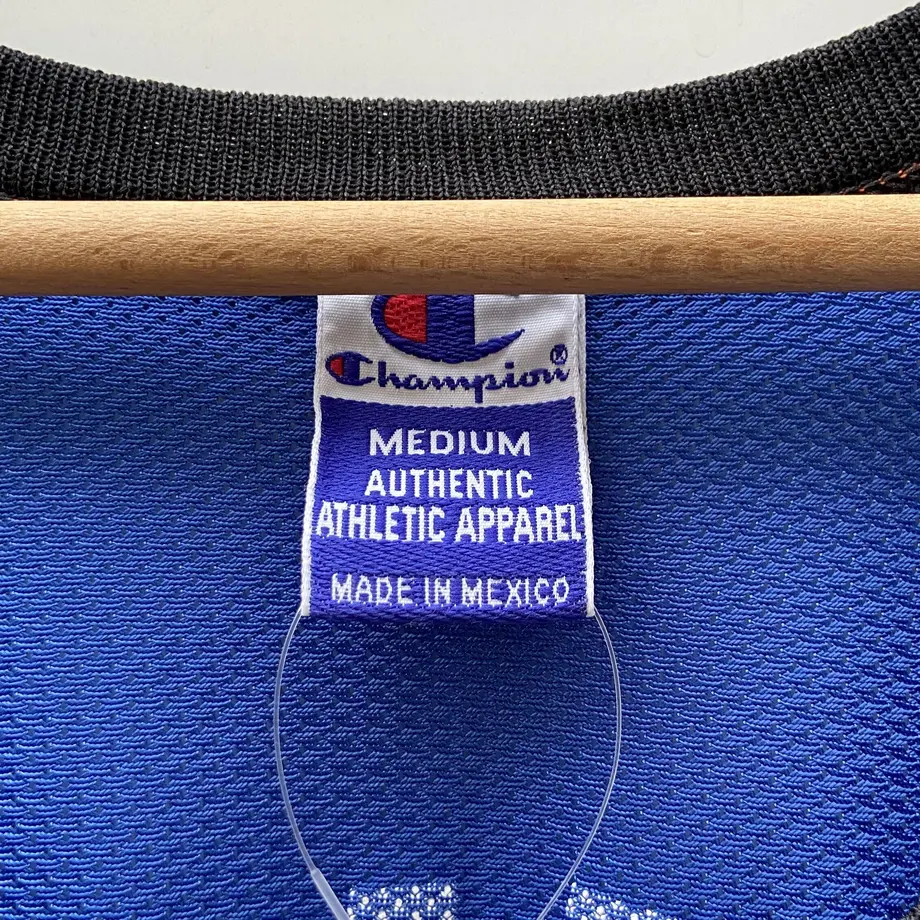 Champion®
MEDIUM
AUTHENTIC
ATHLETIC APPAREL
MADE IN MEXICO